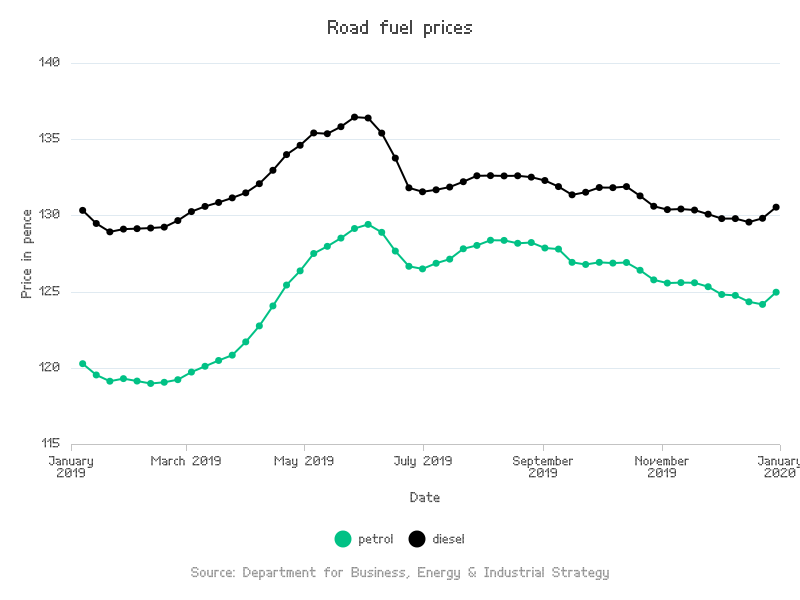 Road fuel prices
140
135
130
125
120
115
Price in pence
January 2019
March 2019
May 2019
July 2019
September 2019
November 2019
January 2020
Date
petrol
diesel
Source: Department for Business, Energy & Industrial Strategy